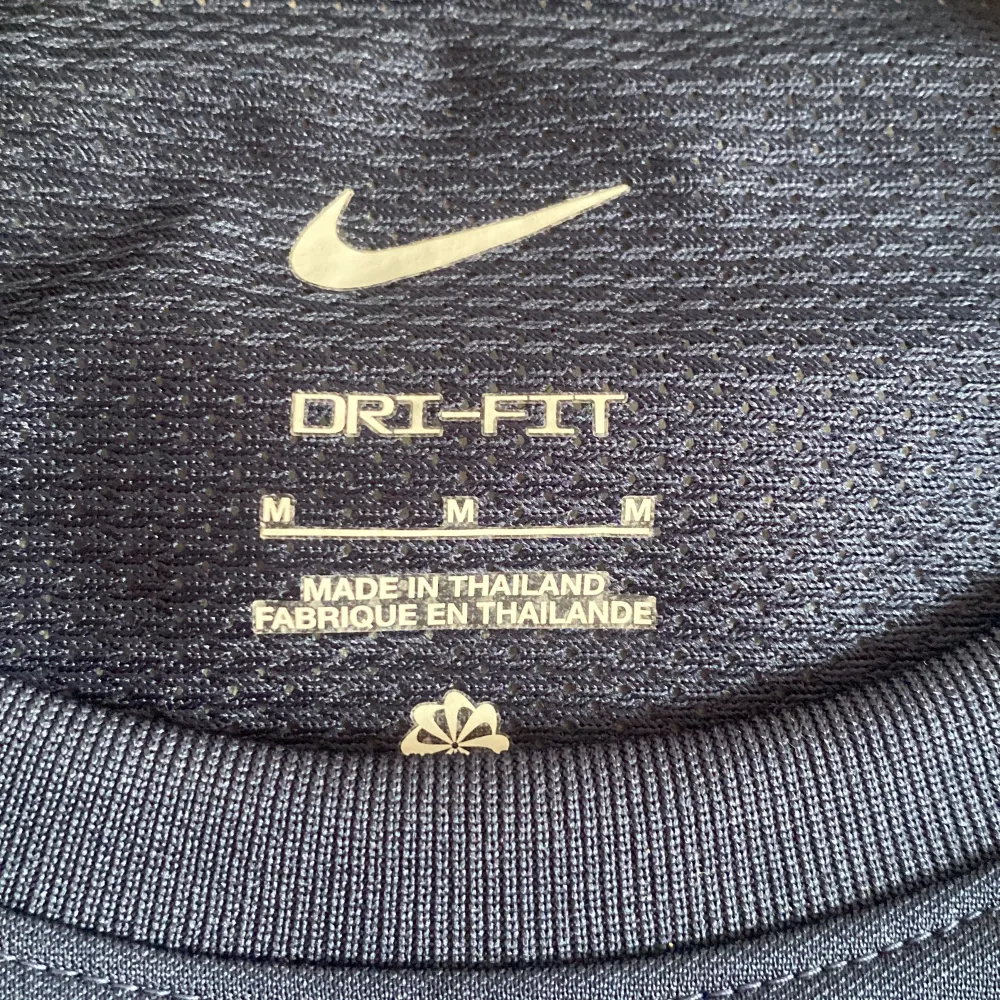 DRI-FIT
M M M
MADE IN THAILAND
FABRIQUE EN THAILANDE